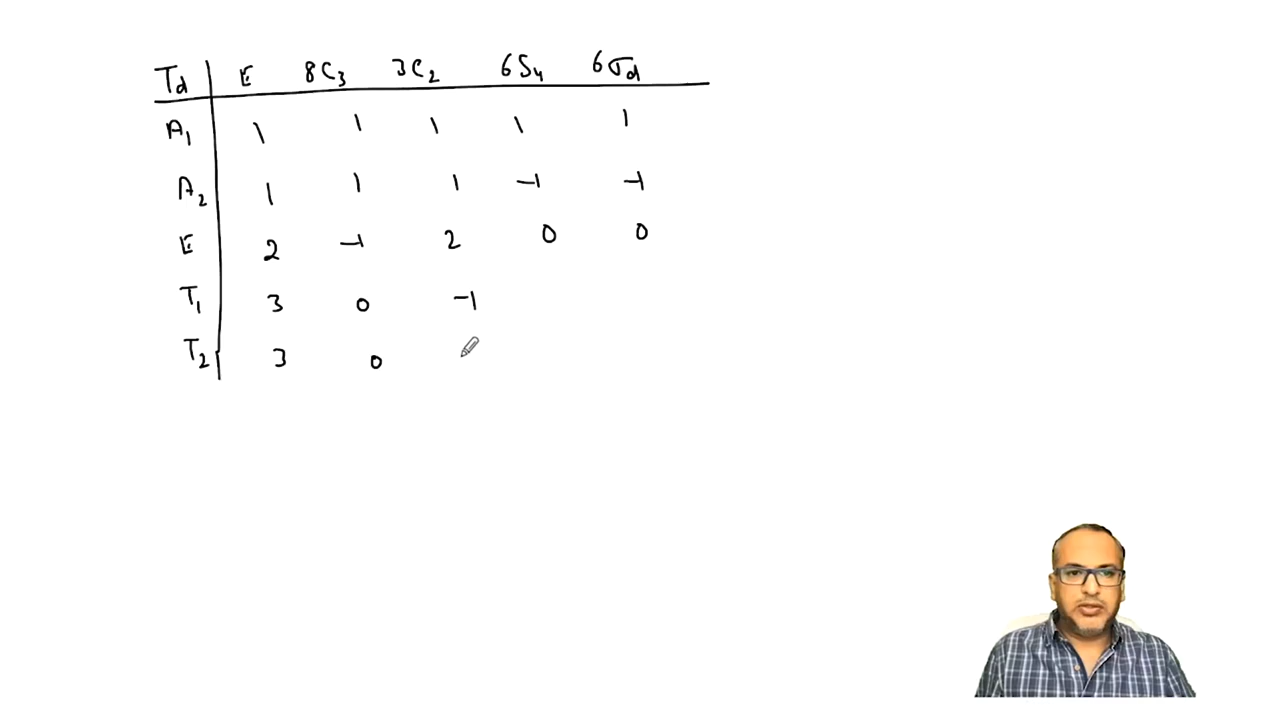 Td E 8C3 3C2 6S4 6σd
A1 1 1 1 1 1
A2 1 1 1 -1 -1
E 2 -1 2 0 0
T1 3 0 -1
T2 3 0